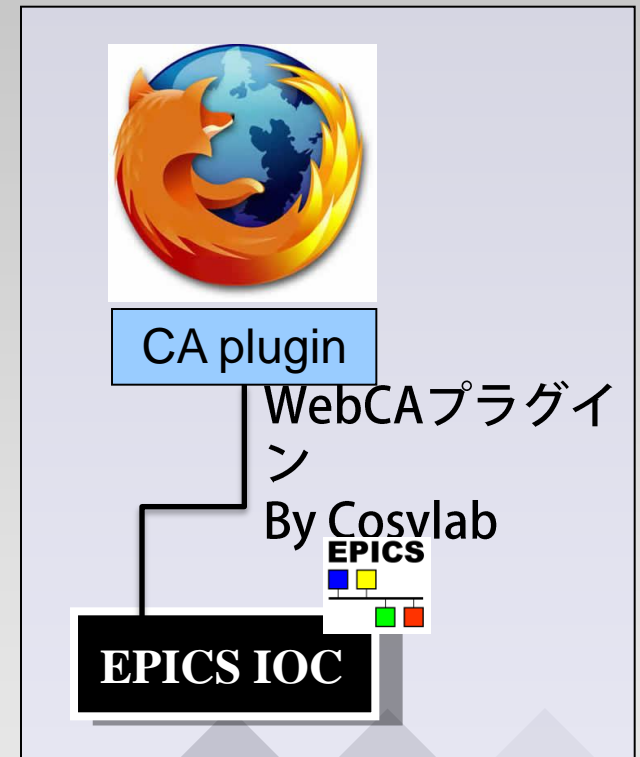 CA plugin
WebCAプラグイ
ン
By Cosylab
EPICS
EPICS IOC